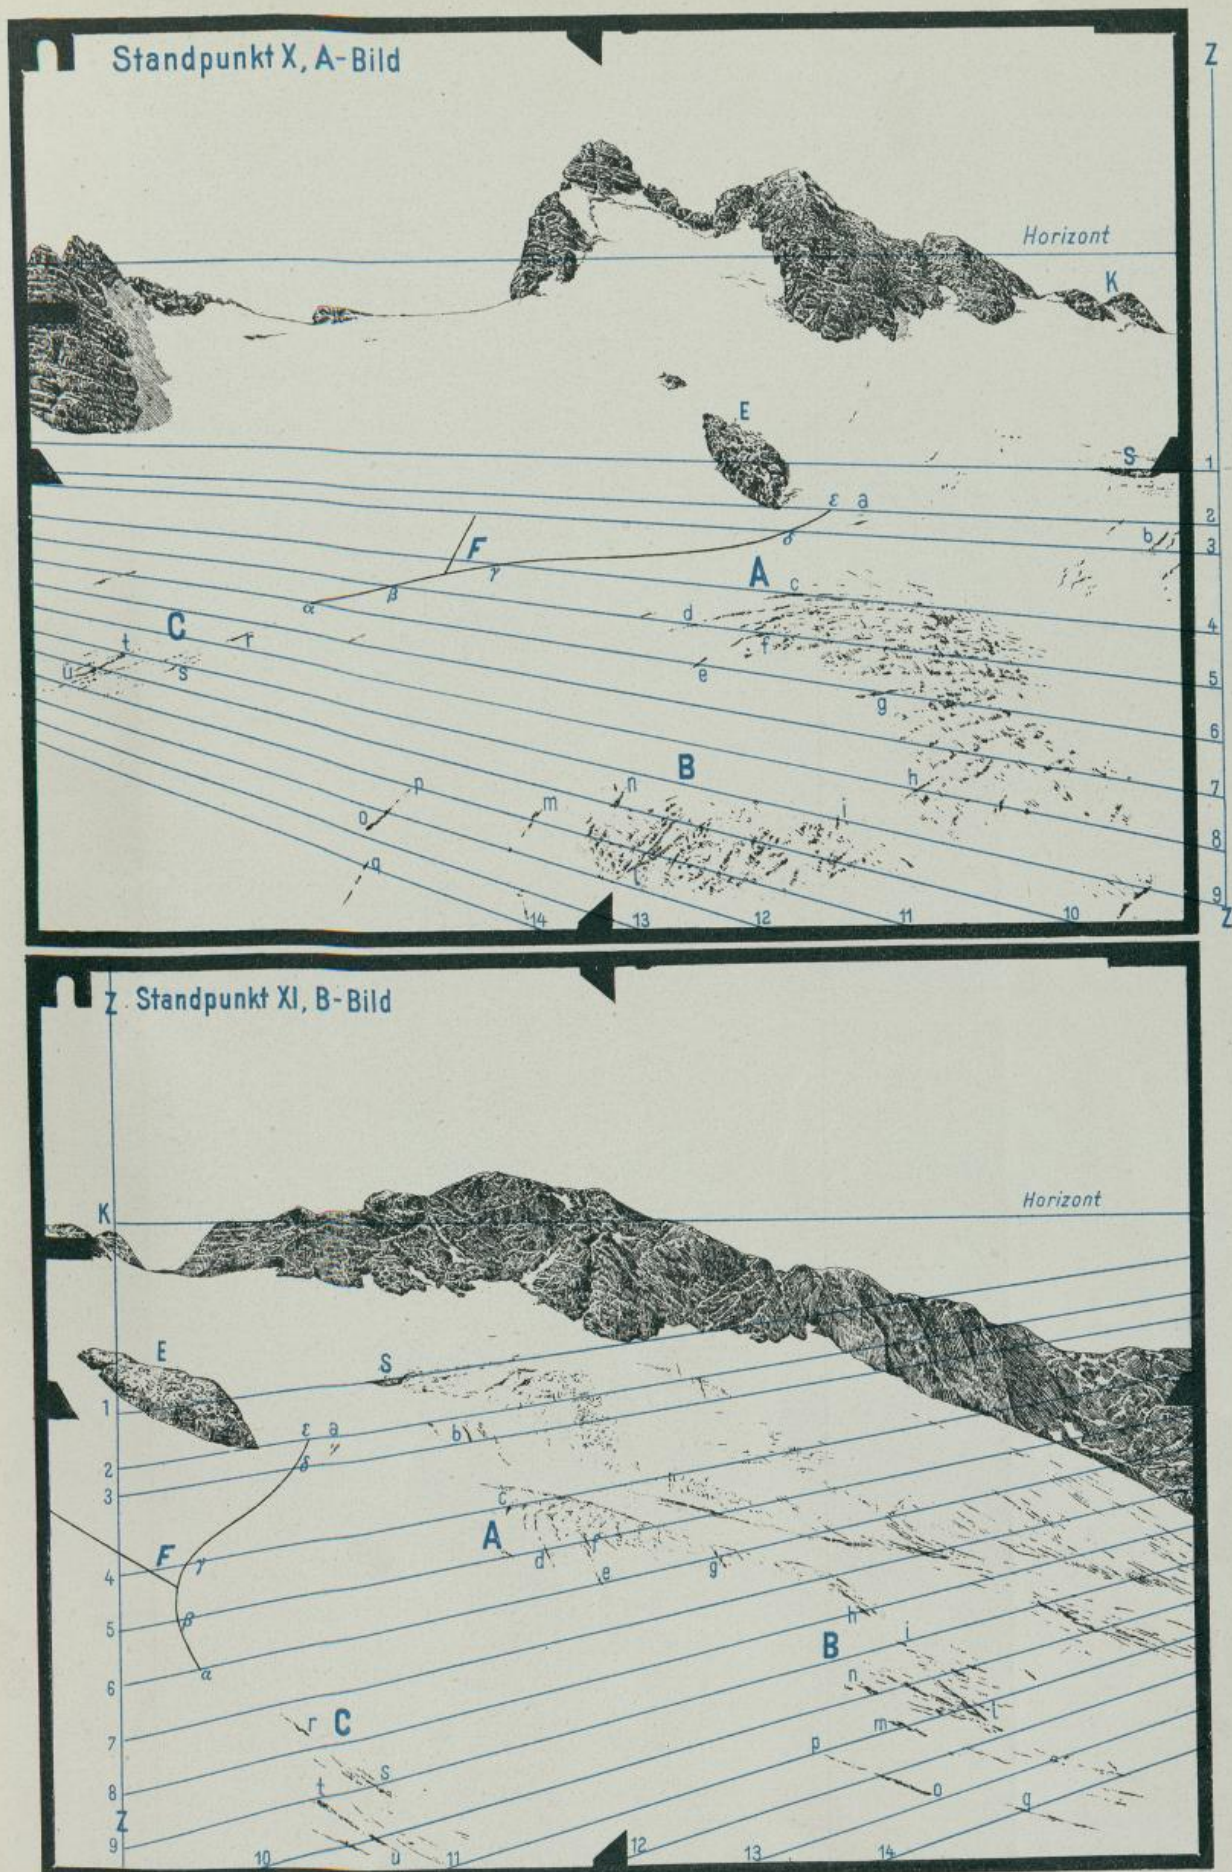 Standpunkt X, A-Bild
Z
Horizont
K
E
S
1
ε a
2
b
3
F
δ
γ
A
c
β
α
d
4
C
t
r
f
u
s
e
5
g
6
B
p
n
h
7
m
i
o
8
q
l
9
14
13
12
11
10
Z
Z
Standpunkt XI, B-Bild
K
Horizont
E
S
1
ε a
b
2
δ
3
c
A
F
γ
d
f
e
g
4
β
h
5
B
i
α
n
6
l
r
C
m
7
p
s
t
o
q
8
Z
9
10
u
11
12
13
14